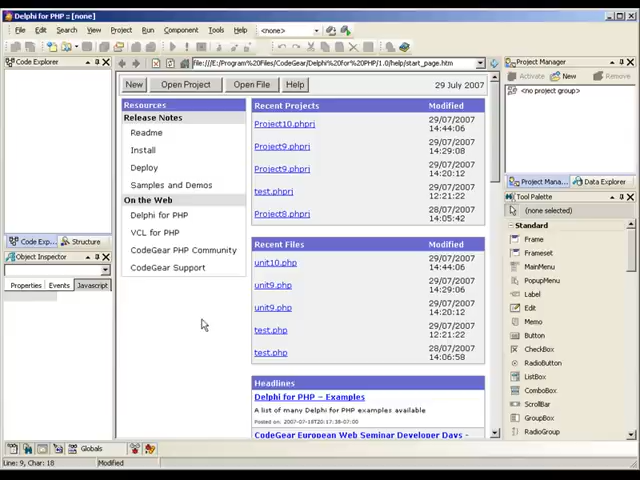 Delphi for PHP :: [none]
File Edit Search View Project Run Component Tools Help <none>
Code Explorer
file:///E:/Program%20Files/CodeGear/Delphi%20for%20PHP/1.0/help/start_page.htm
Project Manager
Activate New Remove
<no project group>
New Open Project Open File Help 29 July 2007
Resources
Release Notes
Readme
Install
Deploy
Samples and Demos
On the Web
Delphi for PHP
VCL for PHP
CodeGear PHP Community
CodeGear Support
Recent Projects Modified
Project10.phprj 29/07/2007 14:44:06
Project9.phprj 29/07/2007 14:29:08
Project9.phprj 29/07/2007 14:20:12
test.phprj 29/07/2007 12:21:22
Project8.phprj 28/07/2007 14:05:42
Recent Files Modified
unit10.php 29/07/2007 14:44:06
unit9.php 29/07/2007 14:29:06
unit9.php 29/07/2007 14:20:12
test.php 29/07/2007 12:21:22
test.php 28/07/2007 14:06:58
Headlines
Delphi for PHP - Examples
A list of many Delphi for PHP examples available
Posted on: 2007-07-18T20:17:38-07:00
CodeGear European Web Seminar Developer Days -
Code Exp... Structure
Object Inspector
Properties Events Javascript
Project Mana... Data Explorer
Tool Palette
(none selected)
Standard
Frame
Frameset
MainMenu
PopupMenu
Label
Edit
Memo
Button
CheckBox
RadioButton
ListBox
ComboBox
ScrollBar
GroupBox
RadioGroup
Globals
Line: 9, Char: 18 Modified